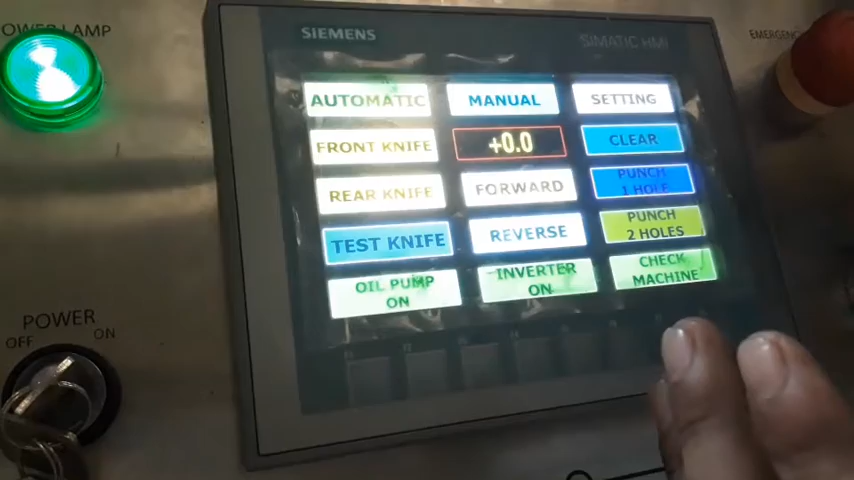 POWER LAMP
SIEMENS
SIMATIC HMI
EMERGENCY
AUTOMATIC
MANUAL
SETTING
FRONT KNIFE
+0.0
CLEAR
REAR KNIFE
FORWARD
PUNCH
1 HOLE
TEST KNIFE
REVERSE
PUNCH
2 HOLES
OIL PUMP
ON
INVERTER
ON
CHECK
MACHINE
POWER
OFF
ON